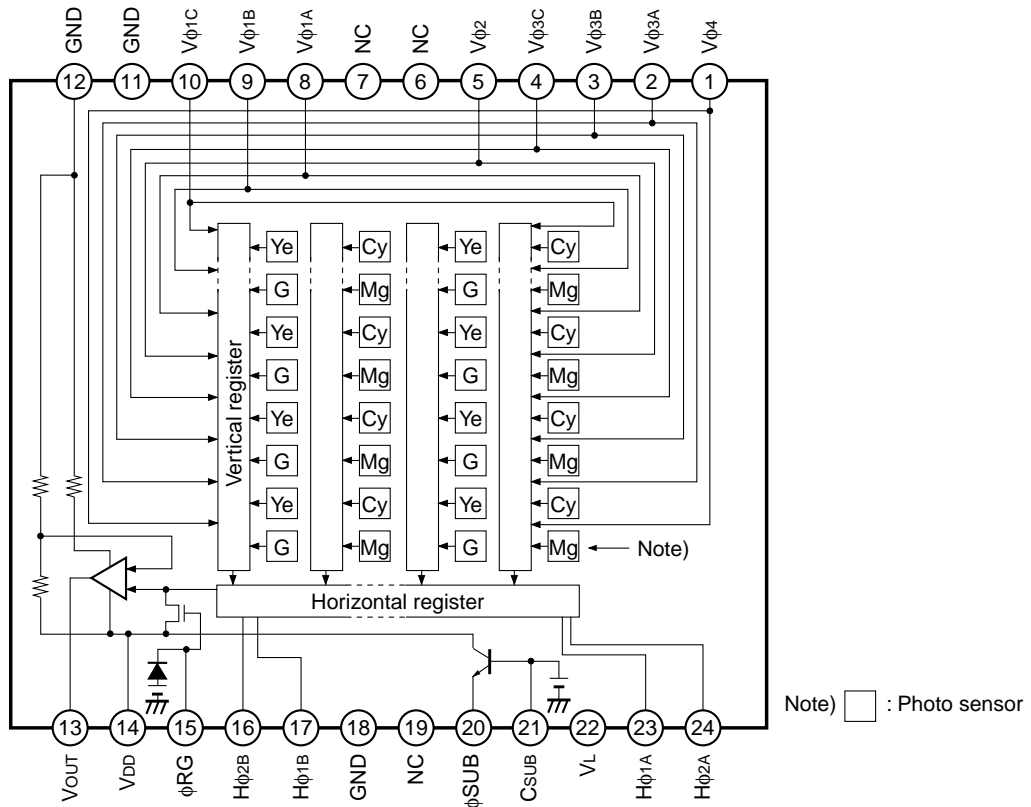 GND GND Vφ1C Vφ1B Vφ1A NC NC Vφ2 Vφ3C Vφ3B Vφ3A Vφ4
12 11 10 9 8 7 6 5 4 3 2 1
Vertical register
Ye Cy Ye Cy
G Mg G Mg
Ye Cy Ye Cy
G Mg G Mg
Ye Cy Ye Cy
G Mg G Mg
Ye Cy Ye Cy
G Mg G Mg Note)
Horizontal register
Note) : Photo sensor
13 14 15 16 17 18 19 20 21 22 23 24
VOUT VDD φRG Hφ2B Hφ1B GND NC φSUB CSUB VL Hφ1A Hφ2A